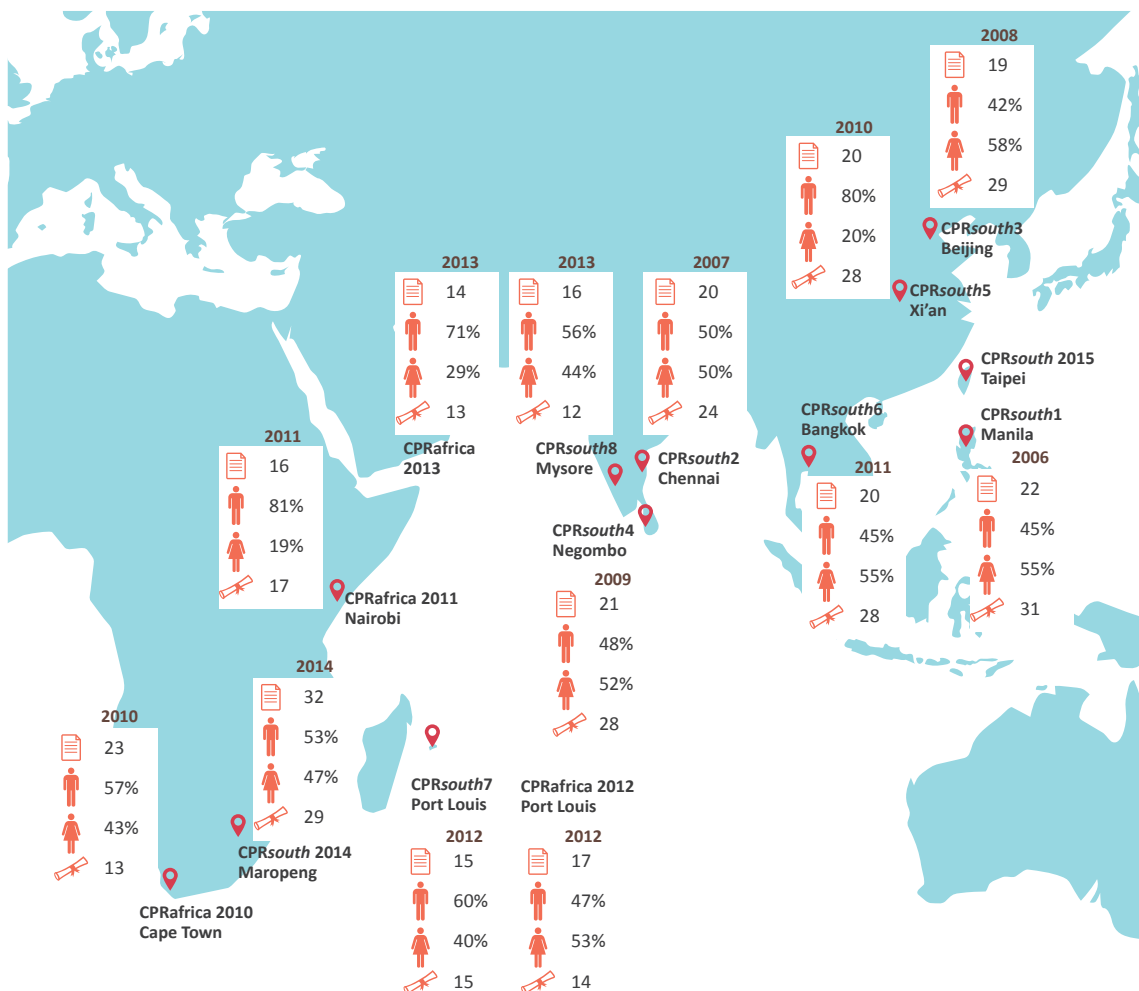 2008
19
42%
58%
29
CPRsouth3
Beijing
2010
20
80%
20%
28
CPRsouth5
Xi'an
2013
14
71%
29%
13
CPRafrica
2013
2013
16
56%
44%
12
CPRsouth8
Mysore
2007
20
50%
50%
24
CPRsouth2
Chennai
CPRsouth 2015
Taipei
CPRsouth6
Bangkok
2011
20
45%
55%
28
CPRsouth1
Manila
2006
22
45%
55%
31
2011
16
81%
19%
17
CPRafrica 2011
Nairobi
CPRsouth4
Negombo
2009
21
48%
52%
28
2014
32
53%
47%
29
CPRsouth 2014
Maropeng
2010
23
57%
43%
13
CPRafrica 2010
Cape Town
CPRsouth7
Port Louis
2012
15
60%
40%
15
CPRafrica 2012
Port Louis
2012
17
47%
53%
14